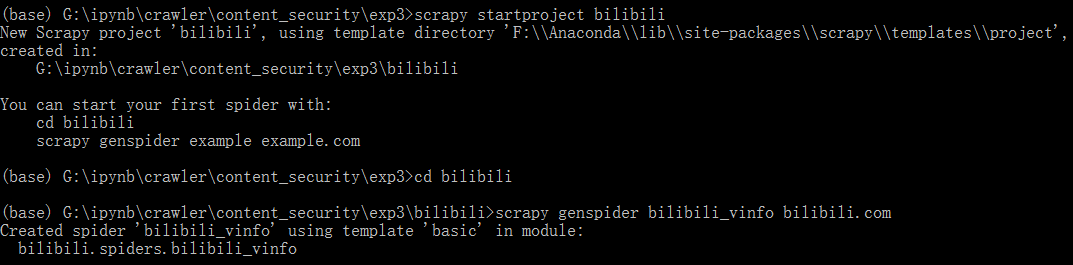 (base) G:\ipynb\crawler\content_security\exp3>scrapy startproject bilibili
New Scrapy project 'bilibili', using template directory 'F:\\Anaconda\\lib\\site-packages\\scrapy\\templates\\project',
created in:
    G:\ipynb\crawler\content_security\exp3\bilibili

You can start your first spider with:
    cd bilibili
    scrapy genspider example example.com

(base) G:\ipynb\crawler\content_security\exp3>cd bilibili

(base) G:\ipynb\crawler\content_security\exp3\bilibili>scrapy genspider bilibili_vinfo bilibili.com
Created spider 'bilibili_vinfo' using template 'basic' in module:
  bilibili.spiders.bilibili_vinfo